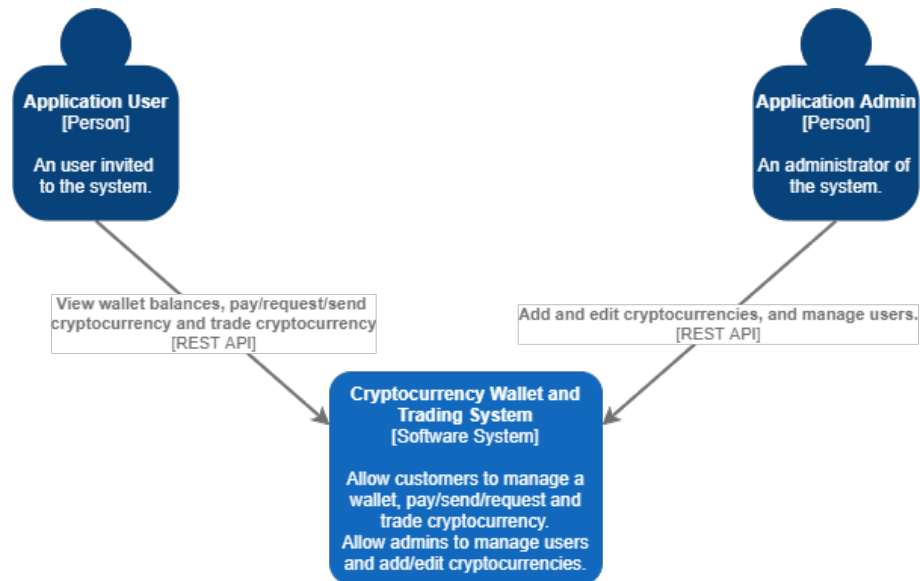 Application User
[Person]
An user invited
to the system.
Application Admin
[Person]
An administrator of
the system.
View wallet balances, pay/request/send
cryptocurrency and trade cryptocurrency
[REST API]
Add and edit cryptocurrencies, and manage users.
[REST API]
Cryptocurrency Wallet and
Trading System
[Software System]
Allow customers to manage a
wallet, pay/send/request and
trade cryptocurrency.
Allow admins to manage users
and add/edit cryptocurrencies.